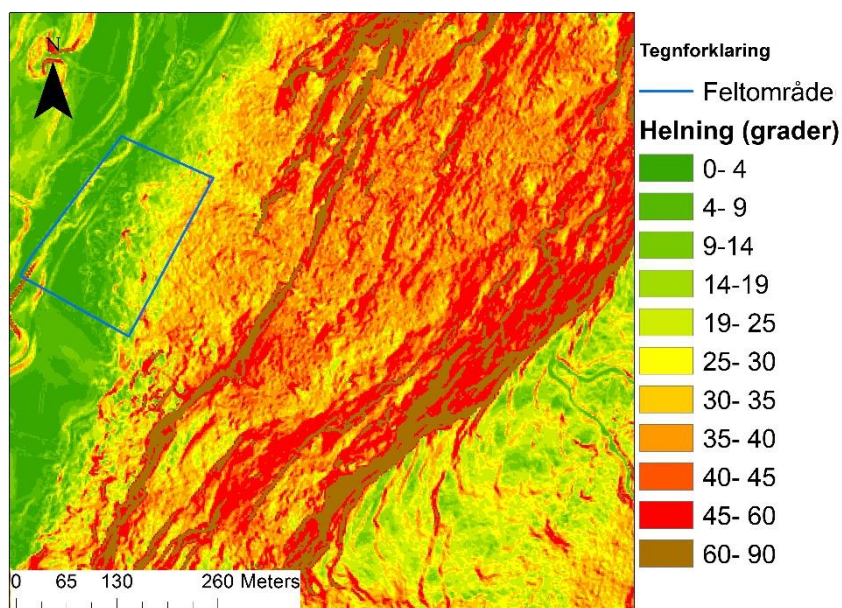 N
Tegnforklaring
Feltområde
Helning (grader)
0- 4
4- 9
9-14
14-19
19- 25
25- 30
30- 35
35- 40
40- 45
45- 60
60- 90
0 65 130 260 Meters